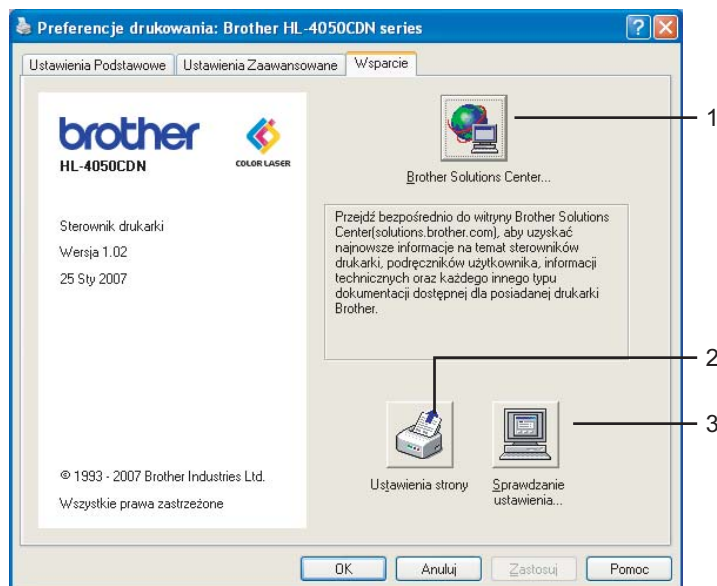 Preferencje drukowania: Brother HL-4050CDN series
Ustawienia Podstawowe
Ustawienia Zaawansowane
Wsparcie
brother
HL-4050CDN
COLOR LASER
Sterownik drukarki
Wersja 1.02
25 Sty 2007
© 1993 - 2007 Brother Industries Ltd.
Wszystkie prawa zastrzeżone
1
Brother Solutions Center...
Przejdź bezpośrednio do witryny Brother Solutions
Center(solutions.brother.com), aby uzyskać
najnowsze informacje na temat sterowników
drukarki, podręczników użytkownika, informacji
technicznych oraz każdego innego typu
dokumentacji dostępnej dla posiadanej drukarki
Brother.
2
3
Ustawienia strony
Sprawdzanie
ustawienia...
OK
Anuluj
Zastosuj
Pomoc